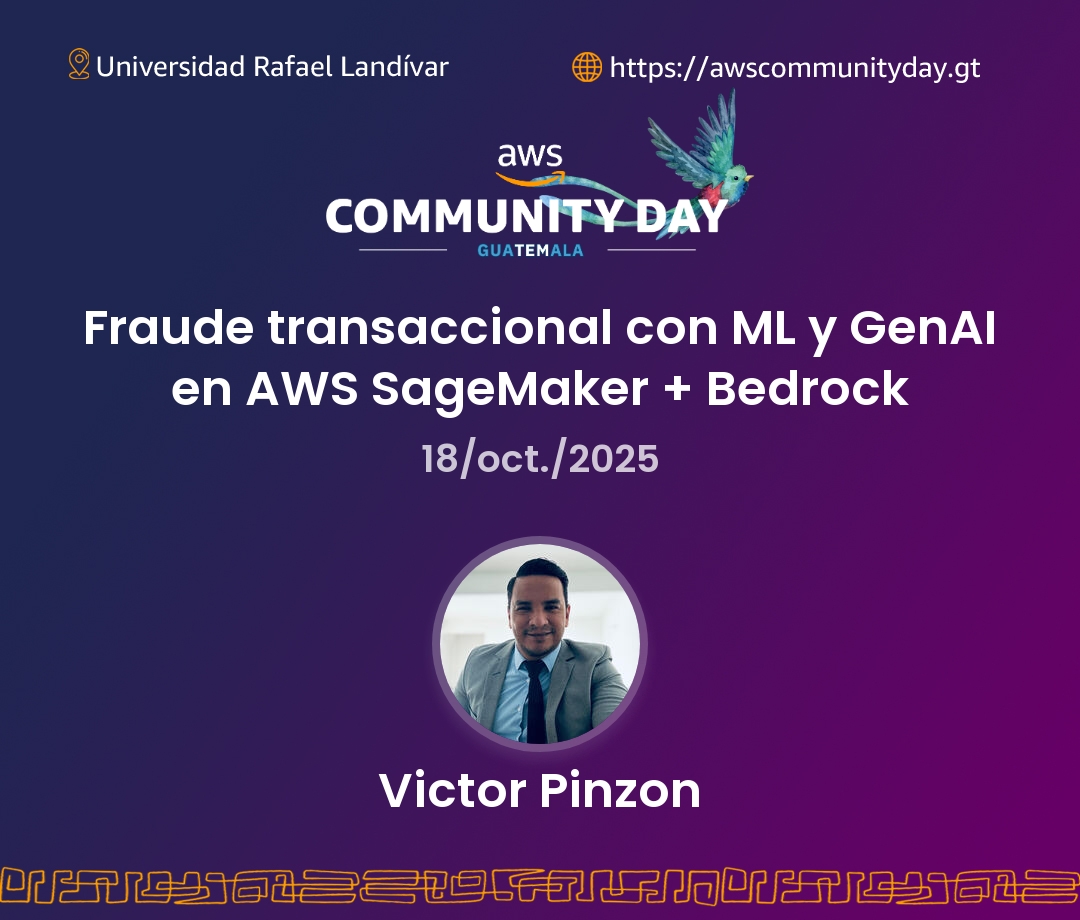 Universidad Rafael Landívar
https://awscommunityday.gt
aws
COMMUNITY DAY
GUATEMALA
Fraude transaccional con ML y GenAI
en AWS SageMaker + Bedrock
18/oct./2025
Victor Pinzon